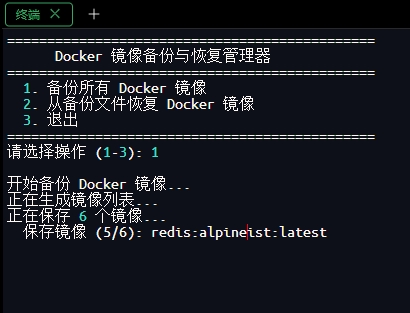 终端
==============================================
Docker 镜像备份与恢复管理器
==============================================
1. 备份所有 Docker 镜像
2. 从备份文件恢复 Docker 镜像
3. 退出
==============================================
请选择操作 (1-3): 1
开始备份 Docker 镜像...
正在生成镜像列表...
正在保存 6 个镜像...
保存镜像 (5/6): redis:alpineist:latest